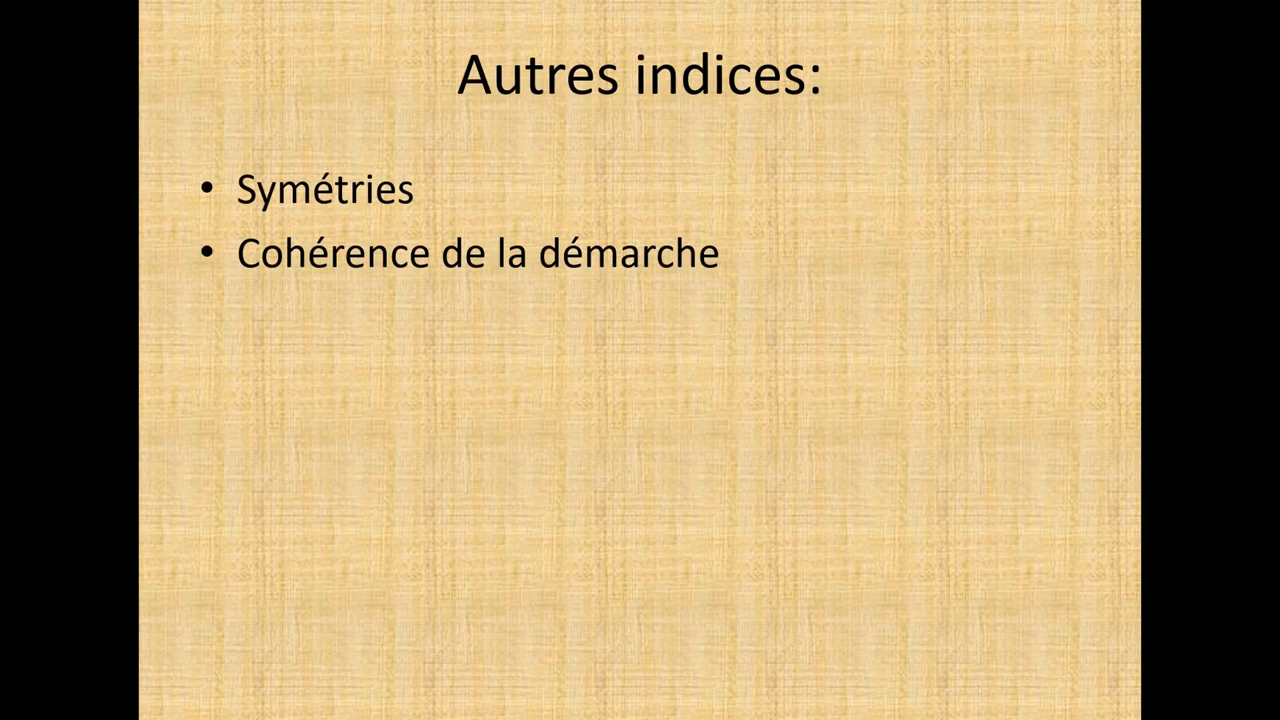 Autres indices:
• Symétries
• Cohérence de la démarche